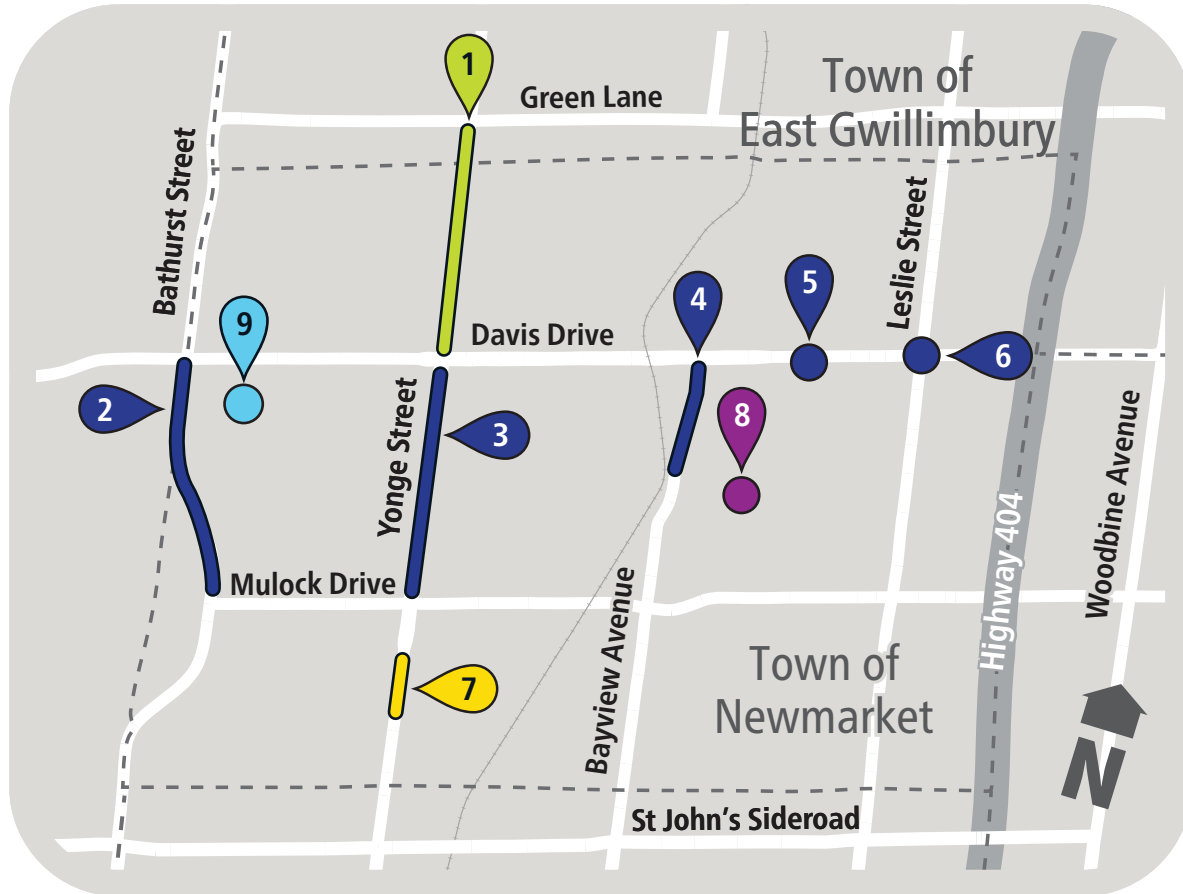 1
Green Lane
Town of
East Gwillimbury
Bathurst Street
Leslie Street
9
Davis Drive
4
5
6
2
Yonge Street
3
8
Woodbine Avenue
Highway 404
Mulock Drive
Bayview Avenue
7
Town of
Newmarket
N
St John's Sideroad